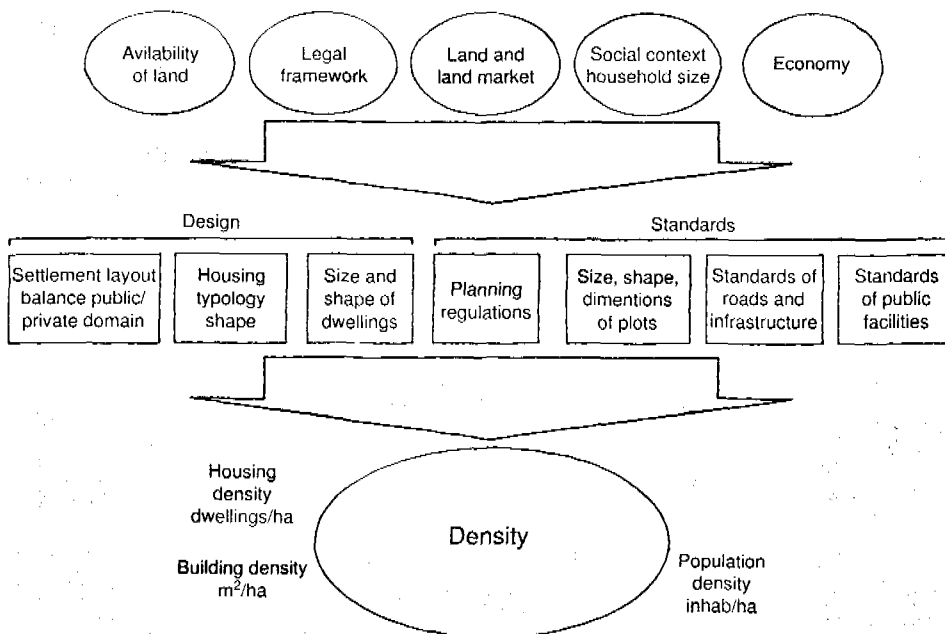 Avilability
of land
Legal
framework
Land and
land market
Social context
household size
Economy
Design
Standards
Settlement layout
balance public/
private domain
Housing
typology
shape
Size and
shape of
dwellings
Planning
regulations
Size, shape,
dimentions
of plots
Standards of
roads and
infrastructure
Standards
of public
facilities
Housing
density
dwellings/ha
Density
Building density
m²/ha
Population
density
inhab/ha